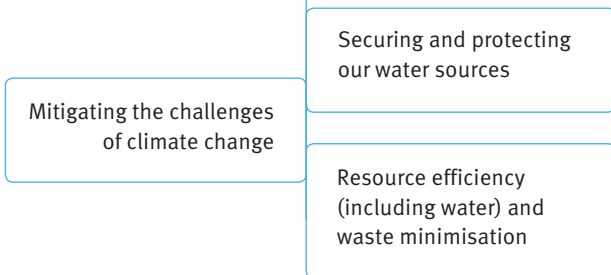 Securing and protecting
our water sources
Mitigating the challenges
of climate change
Resource efficiency
(including water) and
waste minimisation